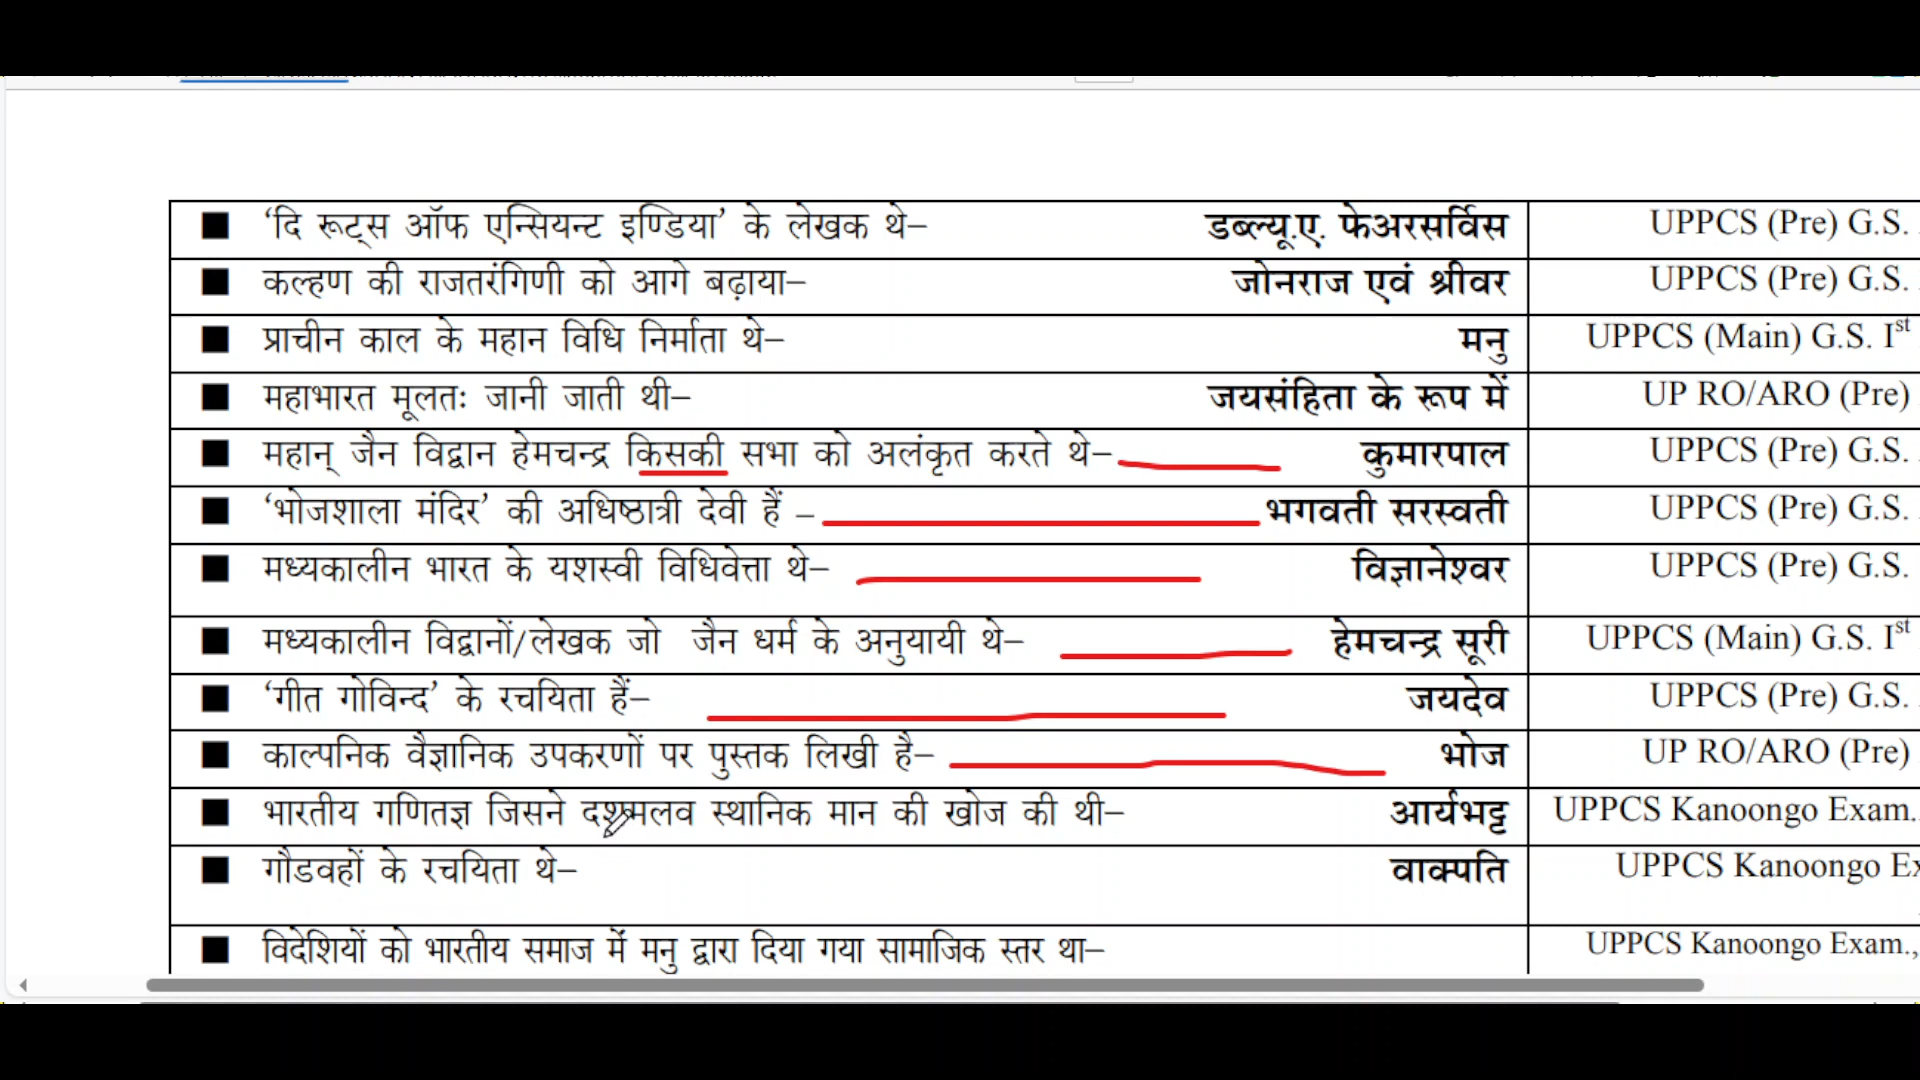 ■ ‘दि रूट्स ऑफ एन्सियन्ट इण्डिया’ के लेखक थे– डब्ल्यू.ए. फेअरसर्विस UPPCS (Pre) G.S.
■ कल्हण की राजतरंगिणी को आगे बढ़ाया– जोनराज एवं श्रीवर UPPCS (Pre) G.S.
■ प्राचीन काल के महान विधि निर्माता थे– मनु UPPCS (Main) G.S. Ist
■ महाभारत मूलतः जानी जाती थी– जयसंहिता के रूप में UP RO/ARO (Pre)
■ महान् जैन विद्वान हेमचन्द्र किसकी सभा को अलंकृत करते थे– कुमारपाल UPPCS (Pre) G.S.
■ ‘भोजशाला मंदिर’ की अधिष्ठात्री देवी हैं – भगवती सरस्वती UPPCS (Pre) G.S.
■ मध्यकालीन भारत के यशस्वी विधिवेत्ता थे– विज्ञानेश्वर UPPCS (Pre) G.S.
■ मध्यकालीन विद्वानों/लेखक जो जैन धर्म के अनुयायी थे– हेमचन्द्र सूरी UPPCS (Main) G.S. Ist
■ ‘गीत गोविन्द’ के रचयिता हैं– जयदेव UPPCS (Pre) G.S.
■ काल्पनिक वैज्ञानिक उपकरणों पर पुस्तक लिखी है– भोज UP RO/ARO (Pre)
■ भारतीय गणितज्ञ जिसने दशमलव स्थानिक मान की खोज की थी– आर्यभट्ट UPPCS Kanoongo Exam.
■ गौडवहों के रचयिता थे– वाक्पति UPPCS Kanoongo
■ विदेशियों को भारतीय समाज में मनु द्वारा दिया गया सामाजिक स्तर था– UPPCS Kanoongo Exam.,